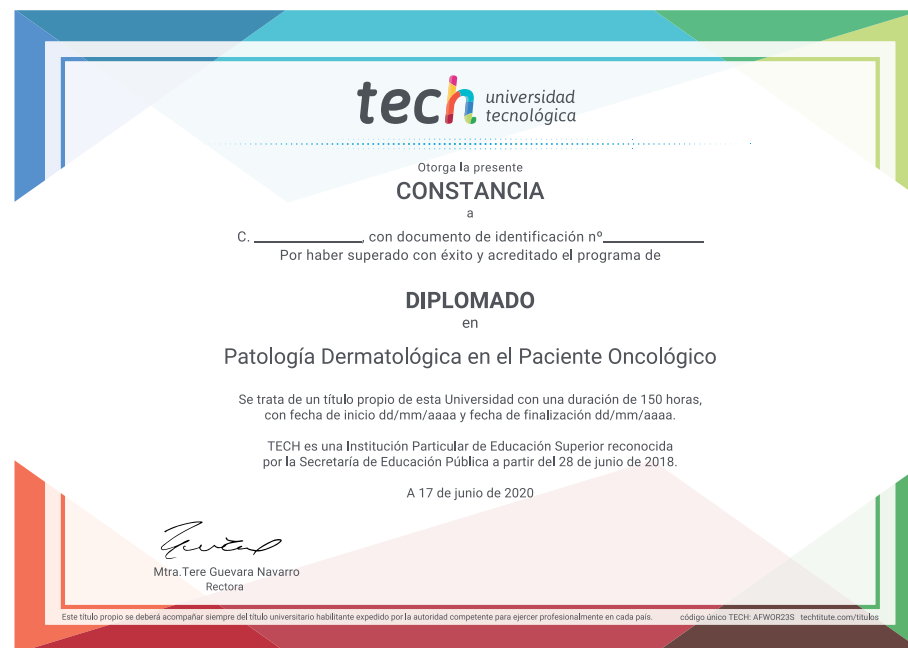 tech universidad
tecnológica
Otorga la presente
CONSTANCIA
a
C. ____________, con documento de identificación nº____________
Por haber superado con éxito y acreditado el programa de
DIPLOMADO
en
Patología Dermatológica en el Paciente Oncológico
Se trata de un título propio de esta Universidad con una duración de 150 horas,
con fecha de inicio dd/mm/aaaa y fecha de finalización dd/mm/aaaa.
TECH es una Institución Particular de Educación Superior reconocida
por la Secretaría de Educación Pública a partir del 28 de junio de 2018.
A 17 de junio de 2020
Mtra.Tere Guevara Navarro
Rectora
Este título propio se deberá acompañar siempre del título universitario habilitante expedido por la autoridad competente para ejercer profesionalmente en cada país. código único TECH: AFWOR23S techtitute.com/titulos